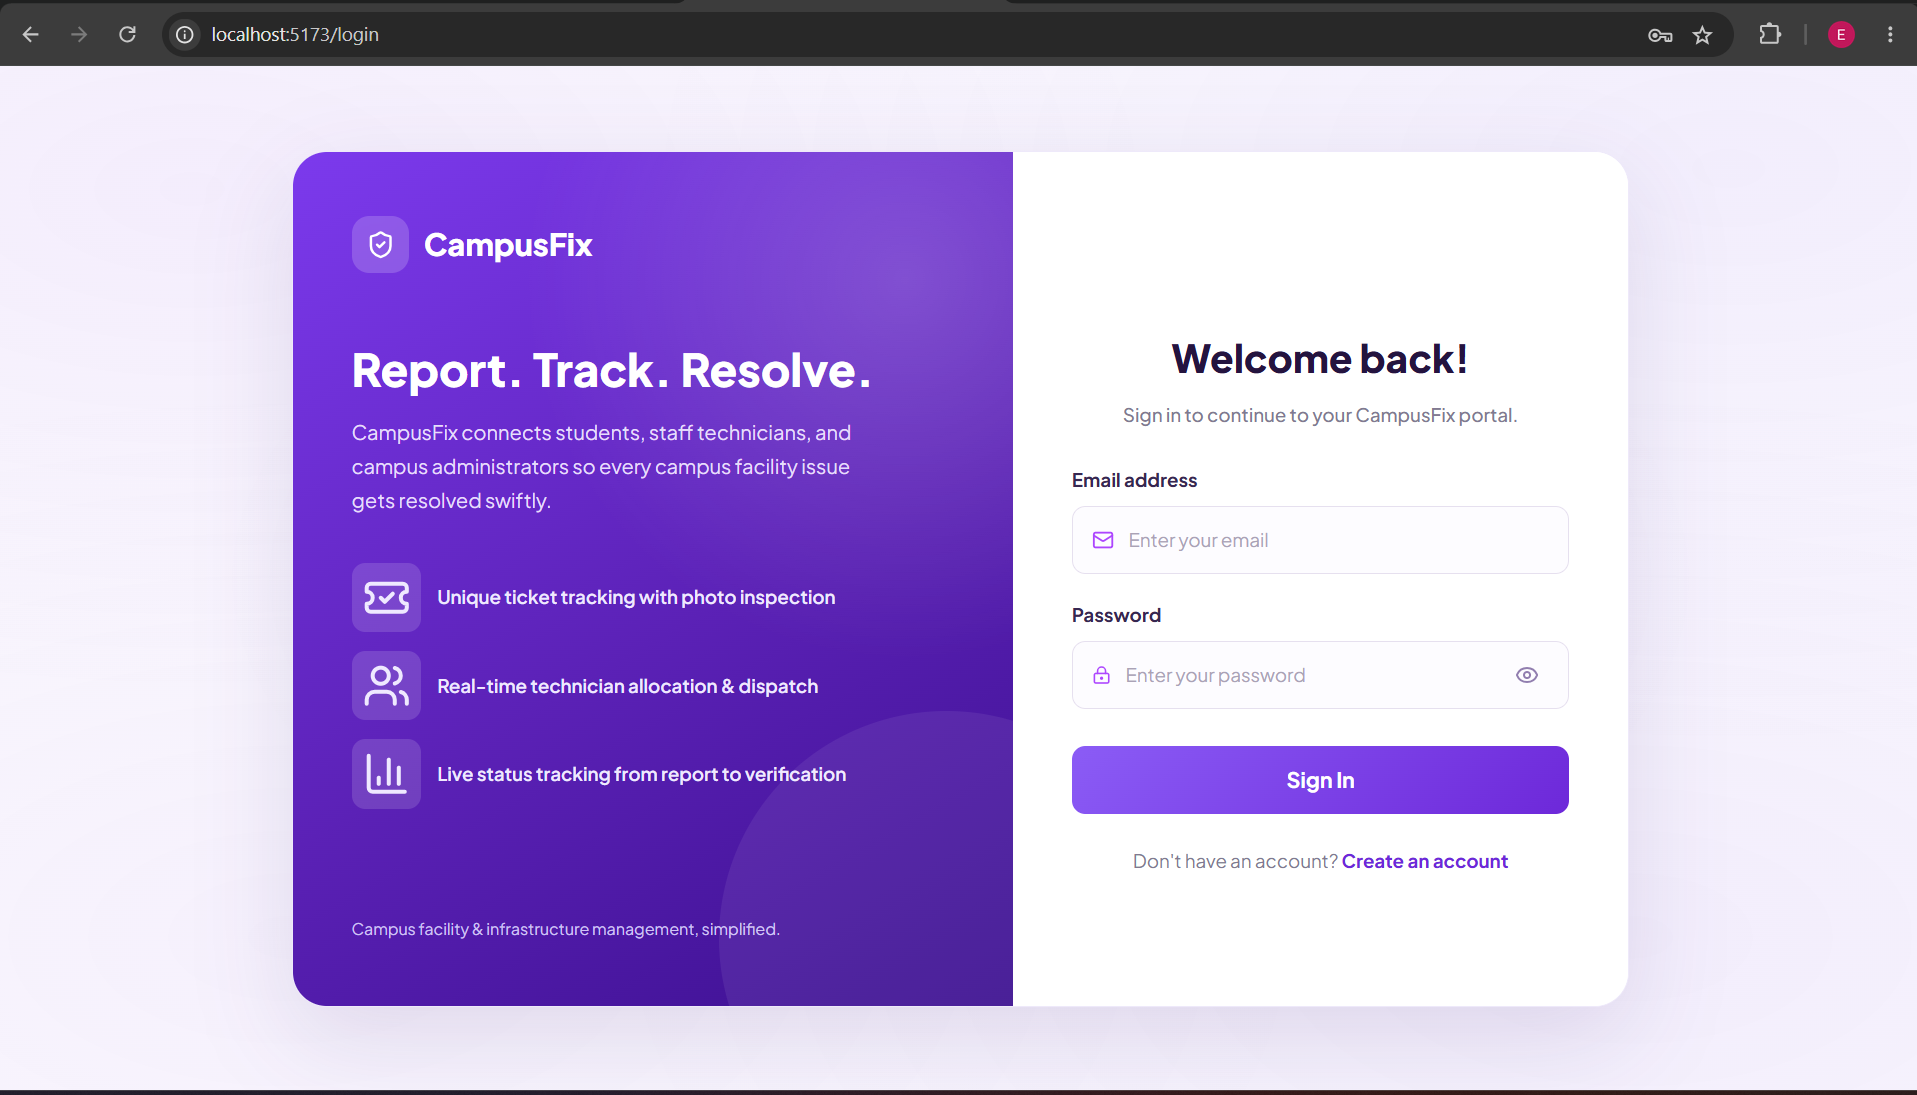 localhost:5173/login
E
CampusFix
Report. Track. Resolve.
CampusFix connects students, staff technicians, and
campus administrators so every campus facility issue
gets resolved swiftly.
Unique ticket tracking with photo inspection
Real-time technician allocation & dispatch
Live status tracking from report to verification
Campus facility & infrastructure management, simplified.
Welcome back!
Sign in to continue to your CampusFix portal.
Email address
Enter your email
Password
Enter your password
Sign In
Don't have an account? Create an account